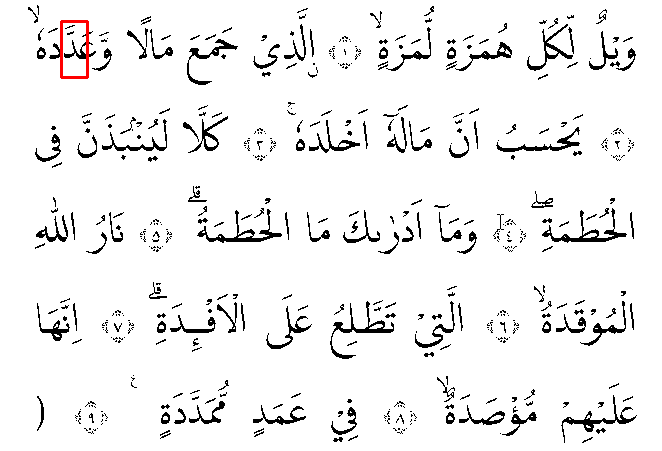 وَيْلٌ لِّكُلِّ هُمَزَةٍ لُّمَزَةٍ ۙ ﴿١﴾ ۨالَّذِيْ جَمَعَ مَالًا وَّعَدَّدَهٗ ۙ
﴿٢﴾ يَحْسَبُ اَنَّ مَالَهٗٓ اَخْلَدَهٗ ۚ ﴿٣﴾ كَلَّا لَيُنْۢبَذَنَّ فِى
الْحُطَمَةِ ۖ ﴿٤﴾ وَمَآ اَدْرٰىكَ مَا الْحُطَمَةُ ۗ ﴿٥﴾ نَارُ اللّٰهِ
الْمُوْقَدَةُ ۙ ﴿٦﴾ الَّتِيْ تَطَّلِعُ عَلَى الْاَفْـِٕدَةِ ۗ ﴿٧﴾ اِنَّهَا
عَلَيْهِمْ مُّؤْصَدَةٌ ۙ ﴿٨﴾ فِيْ عَمَدٍ مُّمَدَّدَةٍ ࣖ ﴿٩﴾ (